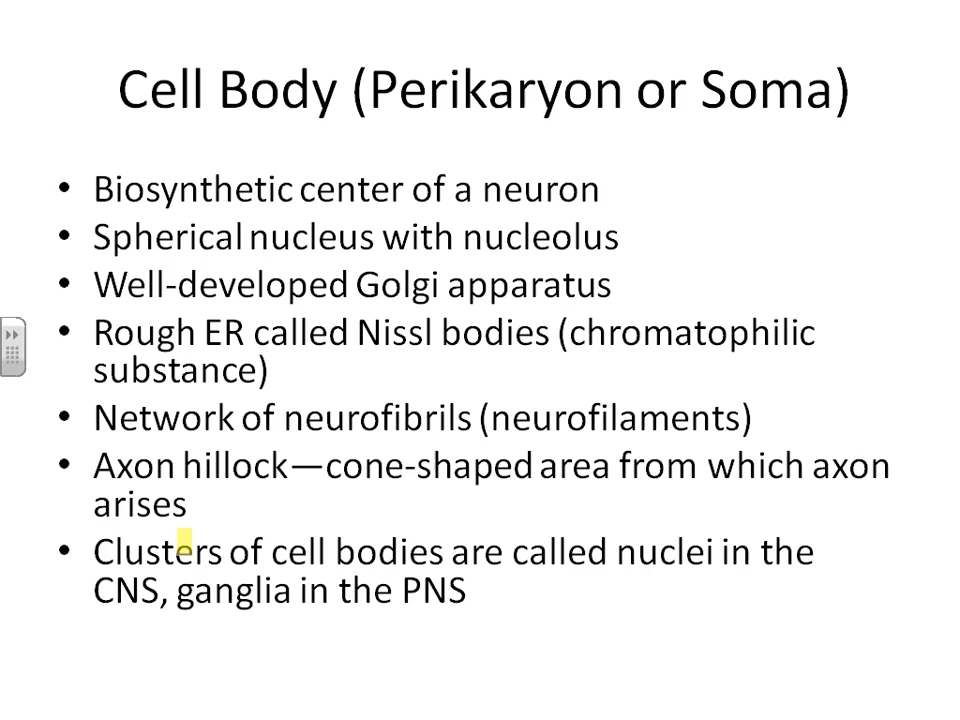 Cell Body (Perikaryon or Soma)
• Biosynthetic center of a neuron
• Spherical nucleus with nucleolus
• Well-developed Golgi apparatus
• Rough ER called Nissl bodies (chromatophilic
substance)
• Network of neurofibrils (neurofilaments)
• Axon hillock—cone-shaped area from which axon
arises
• Clusters of cell bodies are called nuclei in the
CNS, ganglia in the PNS